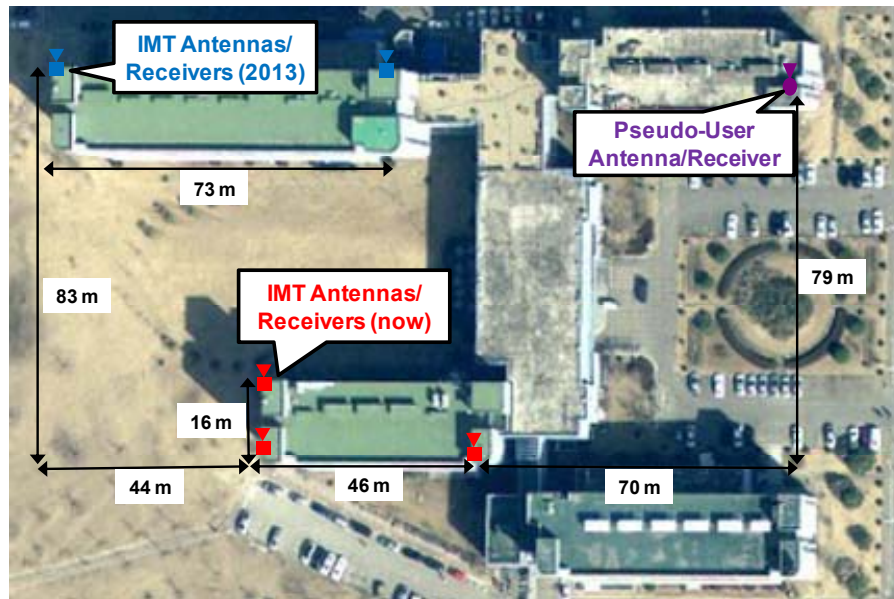 IMT Antennas/
Receivers (2013)
Pseudo-User
Antenna/Receiver
73 m
83 m
79 m
IMT Antennas/
Receivers (now)
16 m
44 m
46 m
70 m